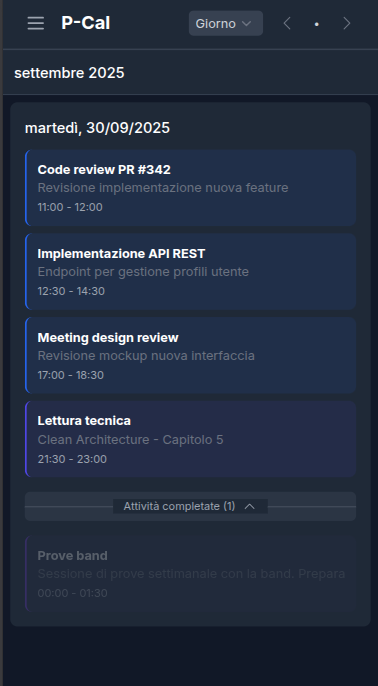 P-Cal
Giorno
settembre 2025
martedì, 30/09/2025
Code review PR #342
Revisione implementazione nuova feature
11:00 - 12:00
Implementazione API REST
Endpoint per gestione profili utente
12:30 - 14:30
Meeting design review
Revisione mockup nuova interfaccia
17:00 - 18:30
Lettura tecnica
Clean Architecture - Capitolo 5
21:30 - 23:00
Attività completate (1)
Prove band
Sessione di prove settimanale con la band. Prepara
00:00 - 01:30